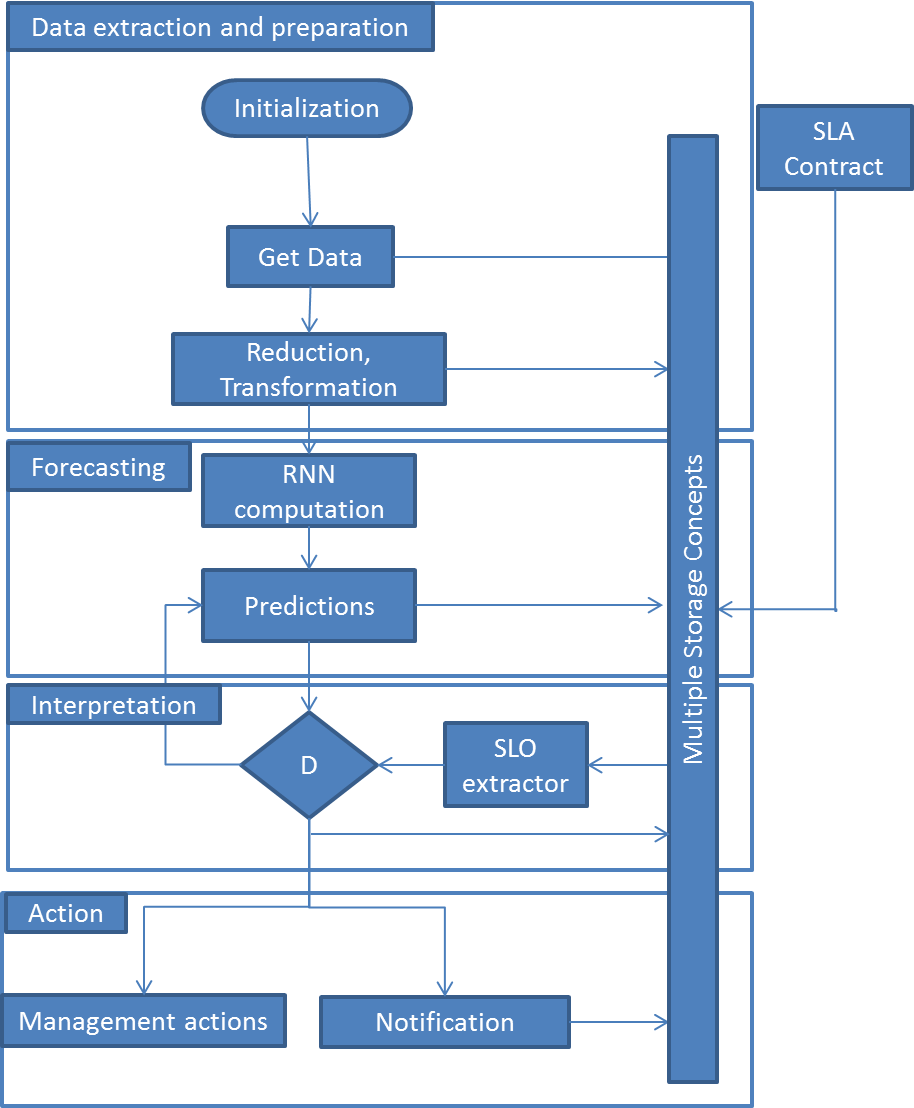 Data extraction and preparation
Initialization
SLA
Contract
Get Data
Reduction,
Transformation
Forecasting
RNN
computation
Predictions
Multiple Storage Concepts
Interpretation
D
SLO
extractor
Action
Management actions
Notification